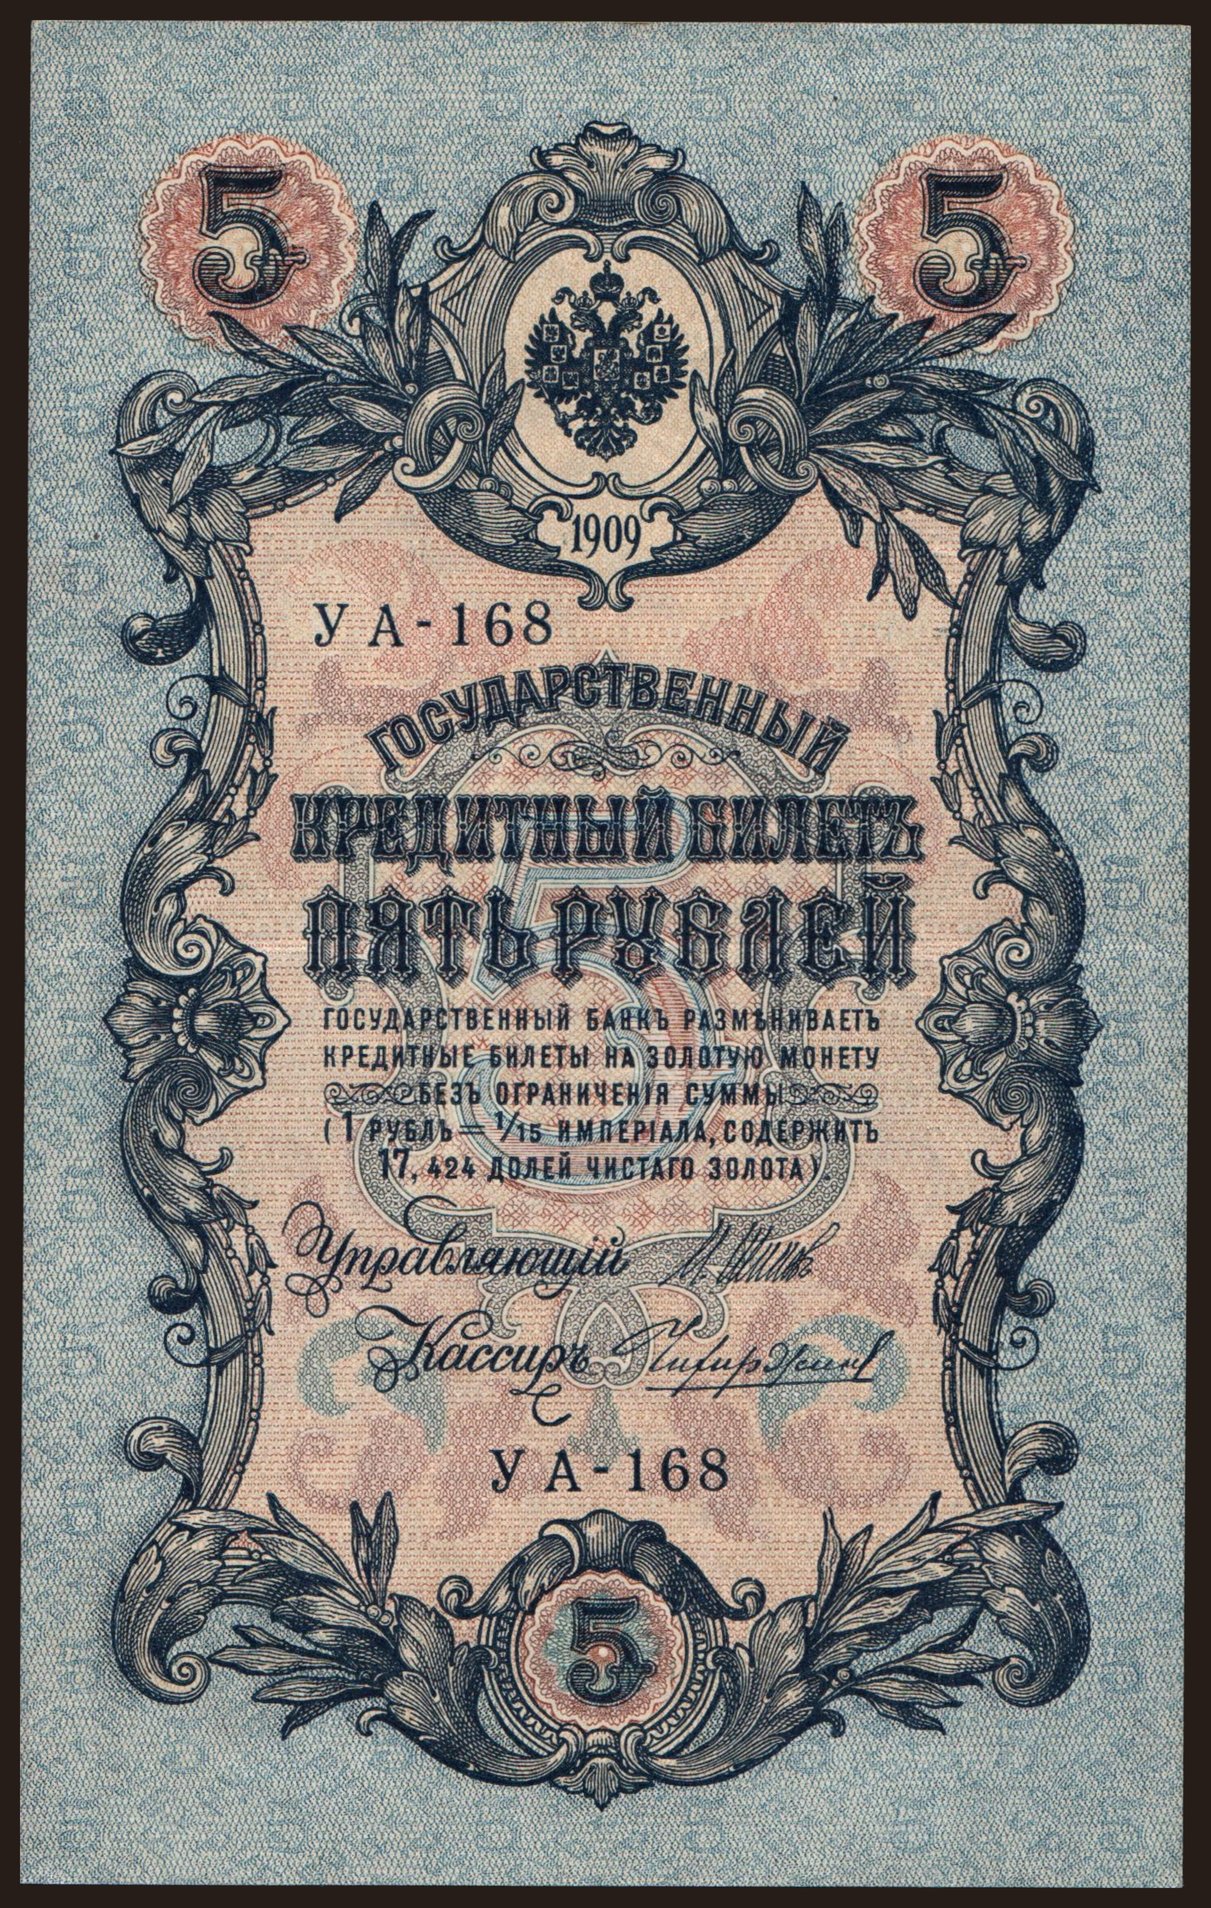 5 5
1909
УА-168
ГОСУДАРСТВЕННЫЙ
КРЕДИТНЫЙ БИЛЕТЪ
ПЯТЬ РУБЛЕЙ
5
ГОСУДАРСТВЕННЫЙ БАНКЪ РАЗМѢНИВАЕТЪ
КРЕДИТНЫЕ БИЛЕТЫ НА ЗОЛОТУЮ МОНЕТУ
БЕЗЪ ОГРАНИЧЕНІЯ СУММЫ
(1 РУБЛЬ = 1/15 ИМПЕРІАЛА, СОДЕРЖИТЪ
17,424 ДОЛЕЙ ЧИСТАГО ЗОЛОТА).
Управляющій
Кассиръ
УА-168
5